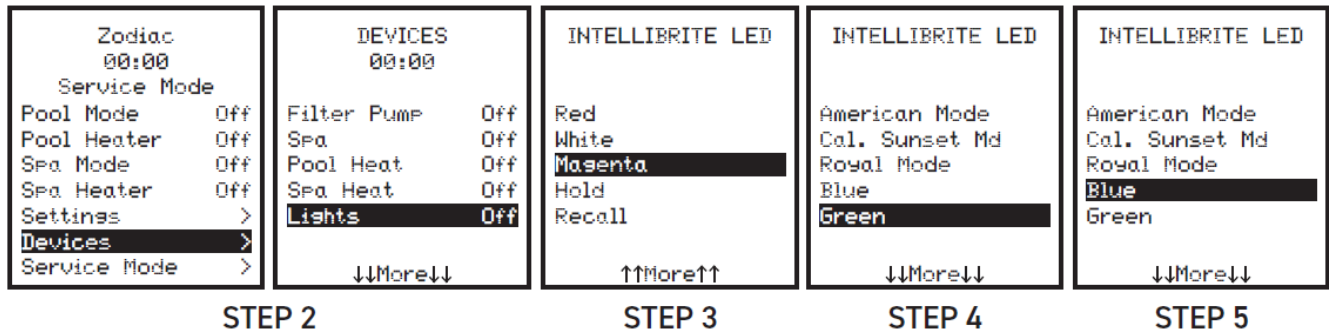 Zodiac
00:00
Service Mode
Pool Mode Off
Pool Heater Off
Spa Mode Off
Spa Heater Off
Settings >
Devices >
Service Mode >
DEVICES
00:00
Filter Pump Off
Spa Off
Pool Heat Off
Spa Heat Off
Lights Off
↓↓More↓↓
STEP 2
INTELLIBRITE LED
Red
White
Magenta
Hold
Recall
↑↑More↑↑
STEP 3
INTELLIBRITE LED
American Mode
Cal. Sunset Md
Royal Mode
Blue
Green
↓↓More↓↓
STEP 4
INTELLIBRITE LED
American Mode
Cal. Sunset Md
Royal Mode
Blue
Green
↓↓More↓↓
STEP 5